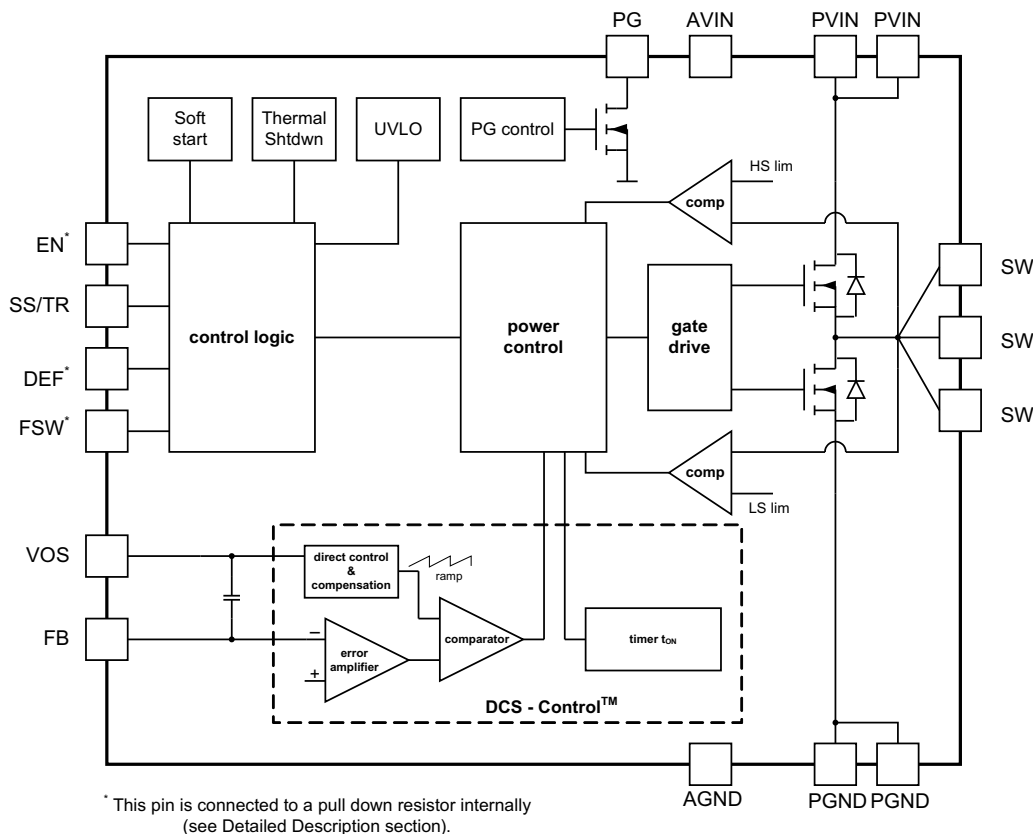 PG
AVIN
PVIN
PVIN
Soft
start
Thermal
Shtdwn
UVLO
PG control
HS lim
comp
EN*
SS/TR
DEF*
FSW*
control logic
power
control
gate
drive
SW
SW
SW
comp
LS lim
VOS
FB
direct control
&
compensation
ramp
error
amplifier
comparator
timer tON
DCS - Control™
AGND
PGND
PGND
* This pin is connected to a pull down resistor internally
(see Detailed Description section).